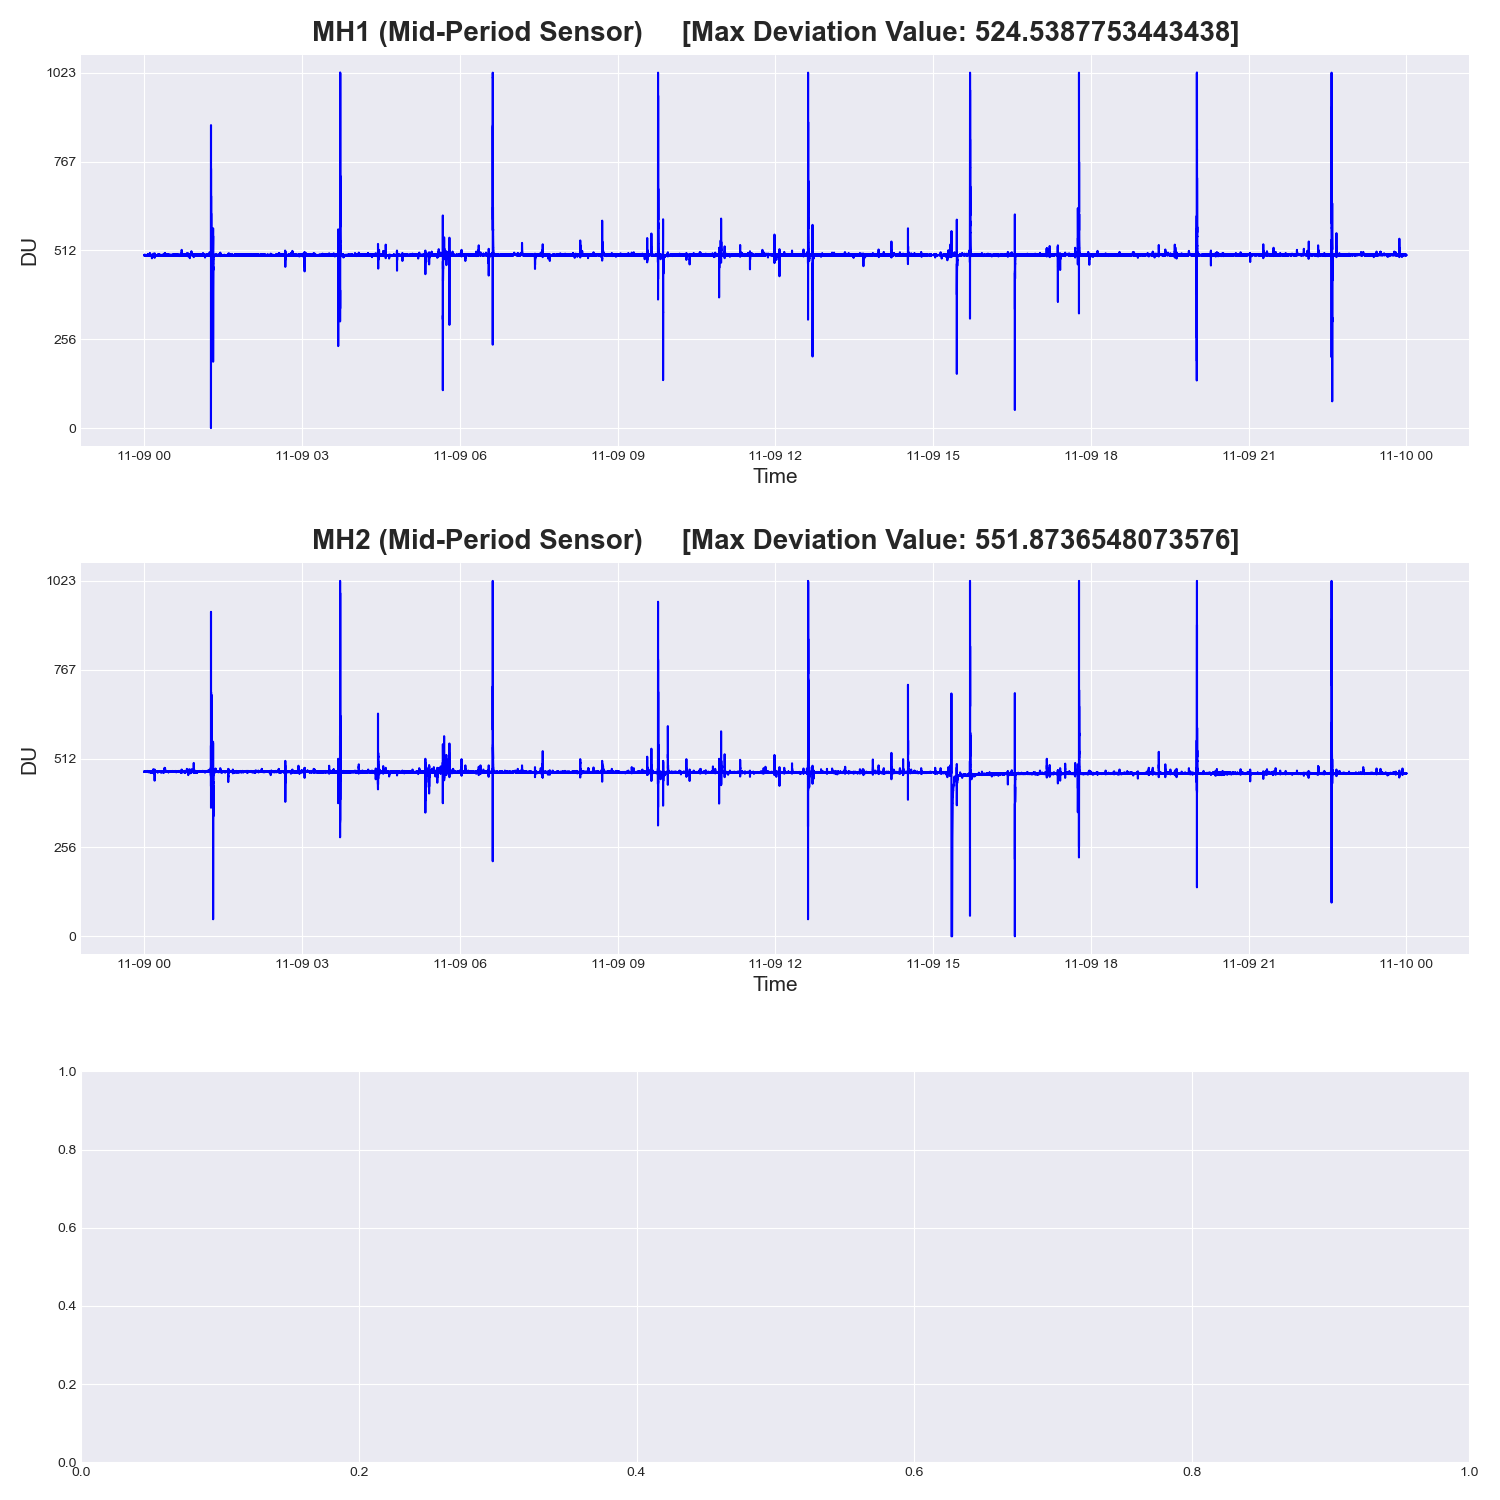 MH1 (Mid-Period Sensor) [Max Deviation Value: 524.5387753443438]
1023
767
512
256
0
DU
11-09 00 11-09 03 11-09 06 11-09 09 11-09 12 11-09 15 11-09 18 11-09 21 11-10 00
Time
MH2 (Mid-Period Sensor) [Max Deviation Value: 551.8736548073576]
1023
767
512
256
0
DU
11-09 00 11-09 03 11-09 06 11-09 09 11-09 12 11-09 15 11-09 18 11-09 21 11-10 00
Time
1.0
0.8
0.6
0.4
0.2
0.0
0.0 0.2 0.4 0.6 0.8 1.0